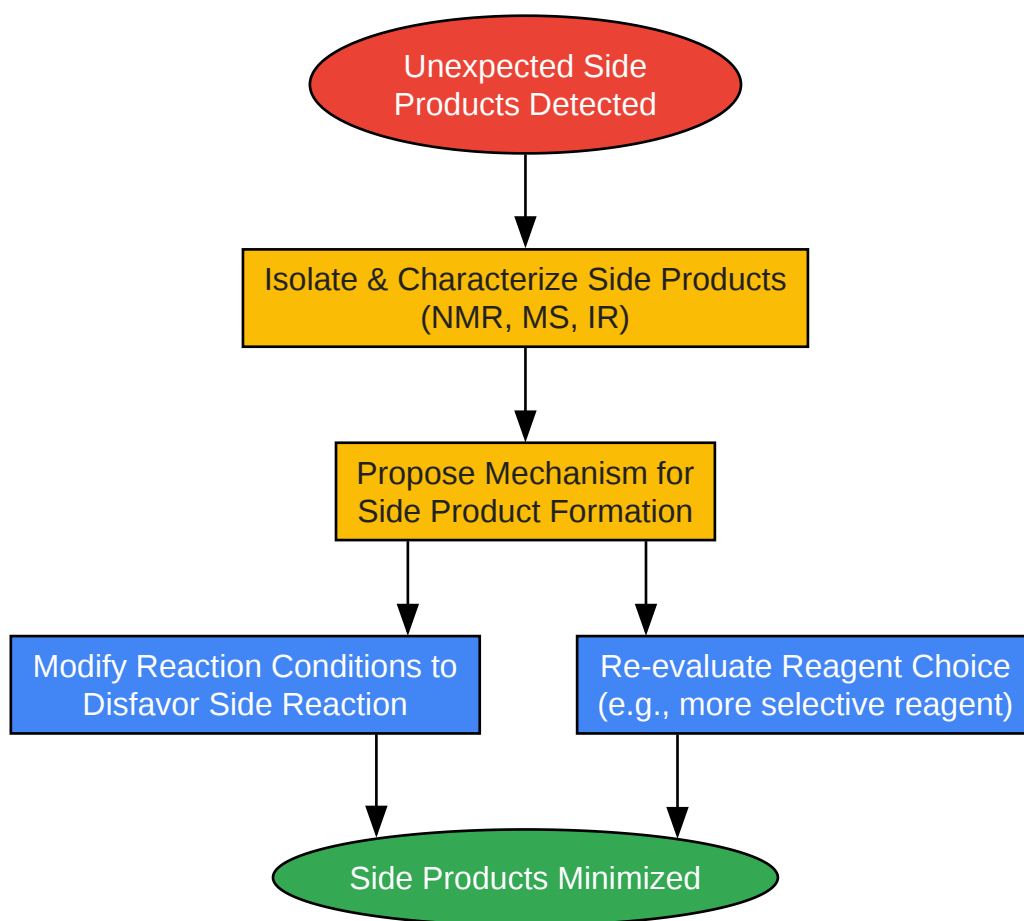 Unexpected Side
Products Detected
Isolate & Characterize Side Products
(NMR, MS, IR)
Propose Mechanism for
Side Product Formation
Modify Reaction Conditions to
Disfavor Side Reaction
Re-evaluate Reagent Choice
(e.g., more selective reagent)
Side Products Minimized